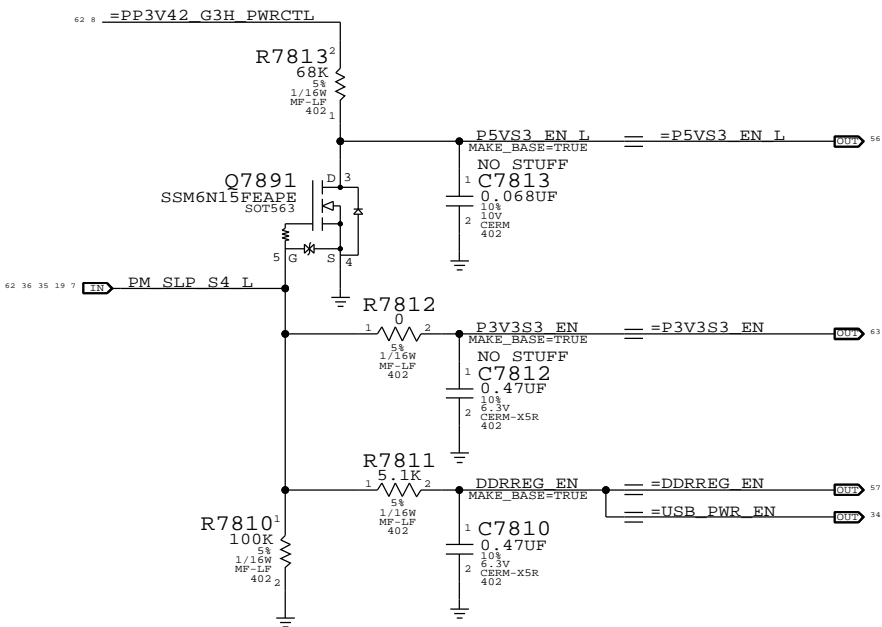 62 8 =PP3V42_G3H_PWRCTL
R7813 2
68K
5%
1/16W
MF-LF
402 1
P5VS3_EN_L =P5VS3_EN_L OUT 56
MAKE_BASE=TRUE
NO STUFF
1 C7813
0.068UF
10%
2 10V
CERM
402
Q7891 D 3
SSM6N15FEAPE
SOT563
5 G S 4
62 36 35 19 7 IN PM_SLP_S4_L
R7812
0
1 2
5%
1/16W
MF-LF
402
P3V3S3_EN =P3V3S3_EN OUT 63
MAKE_BASE=TRUE
NO STUFF
1 C7812
0.47UF
10%
2 6.3V
CERM-X5R
402
R7811
5.1K
1 2
5%
1/16W
MF-LF
402
DDRREG_EN =DDRREG_EN OUT 57
MAKE_BASE=TRUE
=USB_PWR_EN OUT 34
R7810 1
100K
5%
1/16W
MF-LF
402 2
1 C7810
0.47UF
10%
2 6.3V
CERM-X5R
402